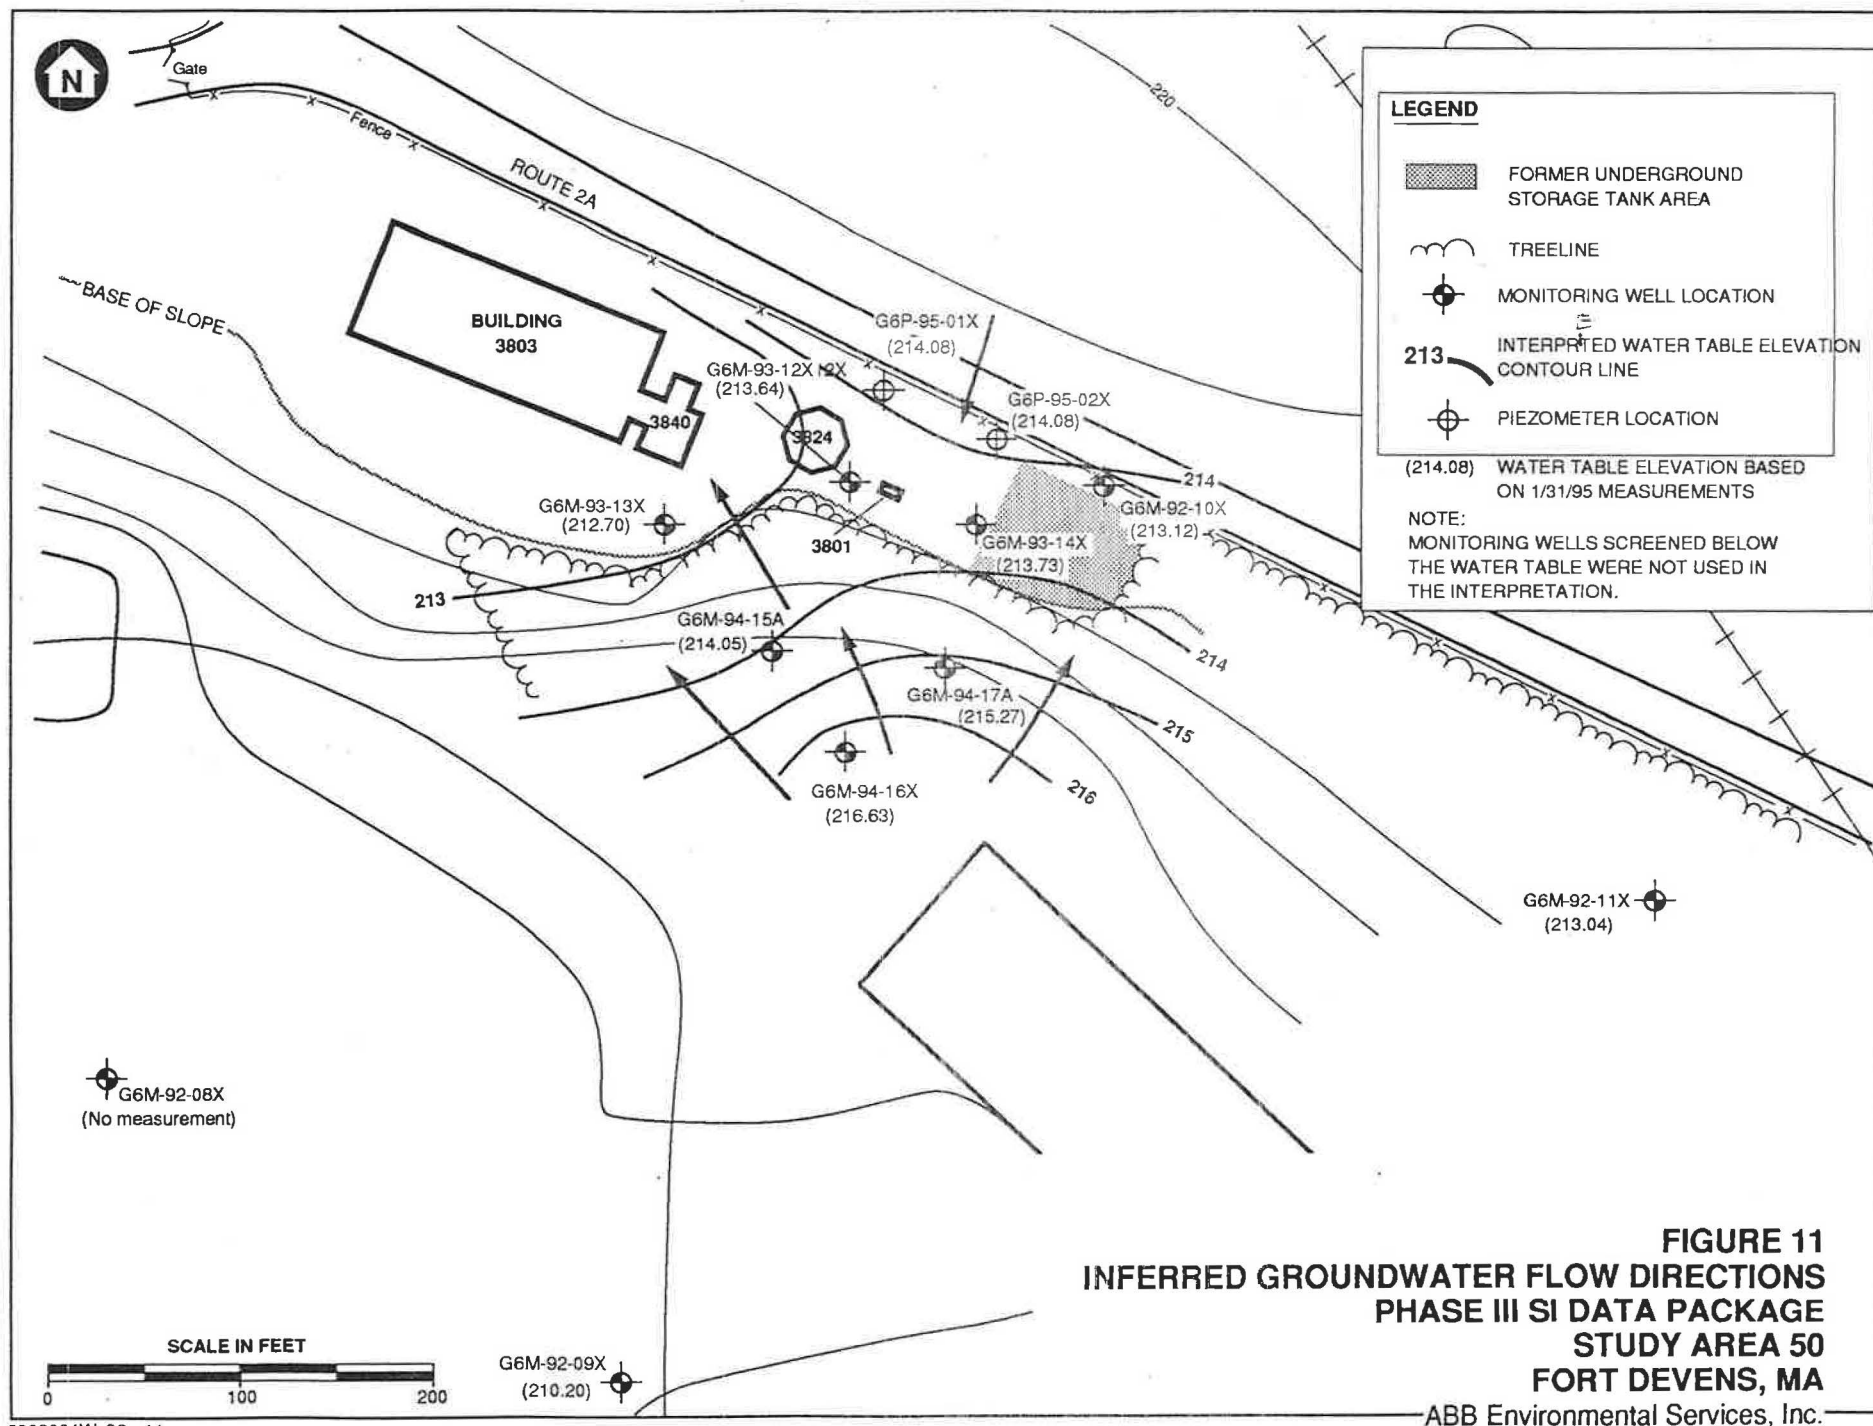 N
Gate
Fence
ROUTE 2A
BASE OF SLOPE
BUILDING
3803
3840
3824
3801
220
G6P-95-01X
(214.08)
G6M-93-12X 2X
(213.64)
G6P-95-02X
(214.08)
214
G6M-92-10X
(213.12)
G6M-93-13X
(212.70)
G6M-93-14X
(213.73)
213
G6M-94-15A
(214.05)
214
G6M-94-17A
(215.27)
215
G6M-94-16X
(216.63)
216
G6M-92-11X
(213.04)
G6M-92-08X
(No measurement)
G6M-92-09X
(210.20)
LEGEND
FORMER UNDERGROUND
STORAGE TANK AREA
TREELINE
MONITORING WELL LOCATION
213
INTERPRTED WATER TABLE ELEVATION
CONTOUR LINE
PIEZOMETER LOCATION
(214.08) WATER TABLE ELEVATION BASED
ON 1/31/95 MEASUREMENTS
NOTE:
MONITORING WELLS SCREENED BELOW
THE WATER TABLE WERE NOT USED IN
THE INTERPRETATION.
SCALE IN FEET
0 100 200
FIGURE 11
INFERRED GROUNDWATER FLOW DIRECTIONS
PHASE III SI DATA PACKAGE
STUDY AREA 50
FORT DEVENS, MA
ABB Environmental Services, Inc.